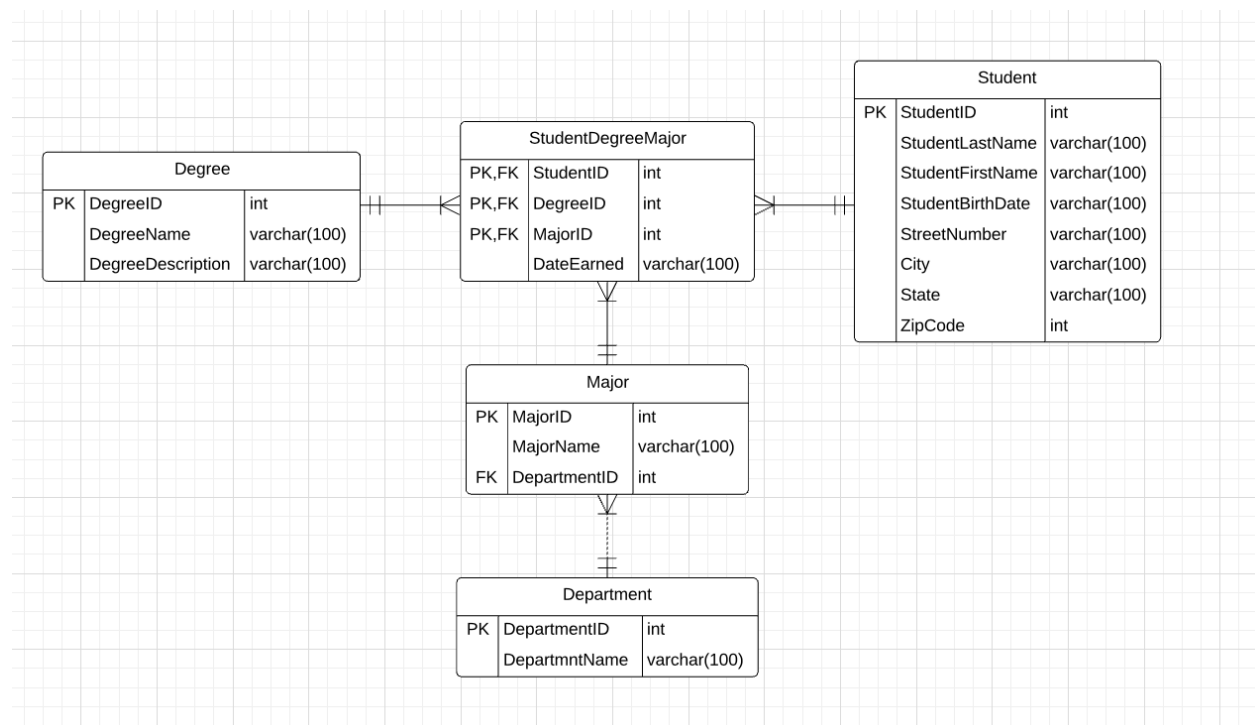 Student
PK StudentID int
StudentLastName varchar(100)
StudentFirstName varchar(100)
StudentBirthDate varchar(100)
StreetNumber varchar(100)
City varchar(100)
State varchar(100)
ZipCode int
StudentDegreeMajor
PK,FK StudentID int
PK,FK DegreeID int
PK,FK MajorID int
DateEarned varchar(100)
Degree
PK DegreeID int
DegreeName varchar(100)
DegreeDescription varchar(100)
Major
PK MajorID int
MajorName varchar(100)
FK DepartmentID int
Department
PK DepartmentID int
DepartmntName varchar(100)